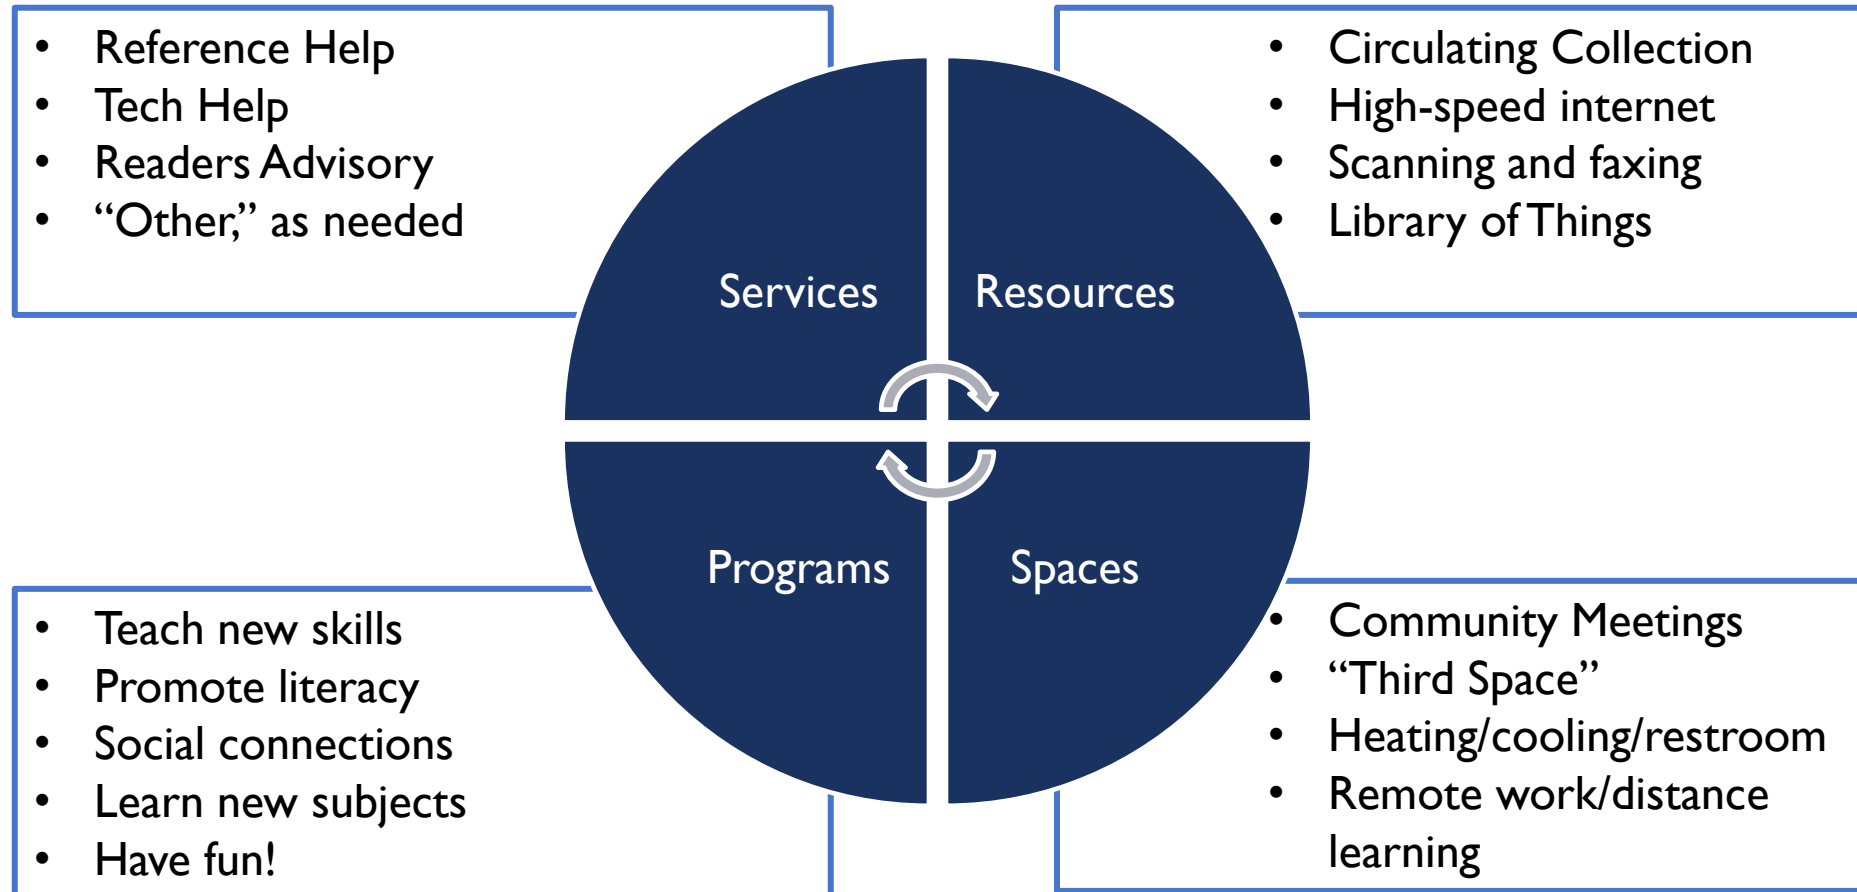 • Reference Help
• Tech Help
• Readers Advisory
• “Other,” as needed
• Circulating Collection
• High-speed internet
• Scanning and faxing
• Library of Things
Services
Resources
Programs
Spaces
• Teach new skills
• Promote literacy
• Social connections
• Learn new subjects
• Have fun!
• Community Meetings
• “Third Space”
• Heating/cooling/restroom
• Remote work/distance
learning